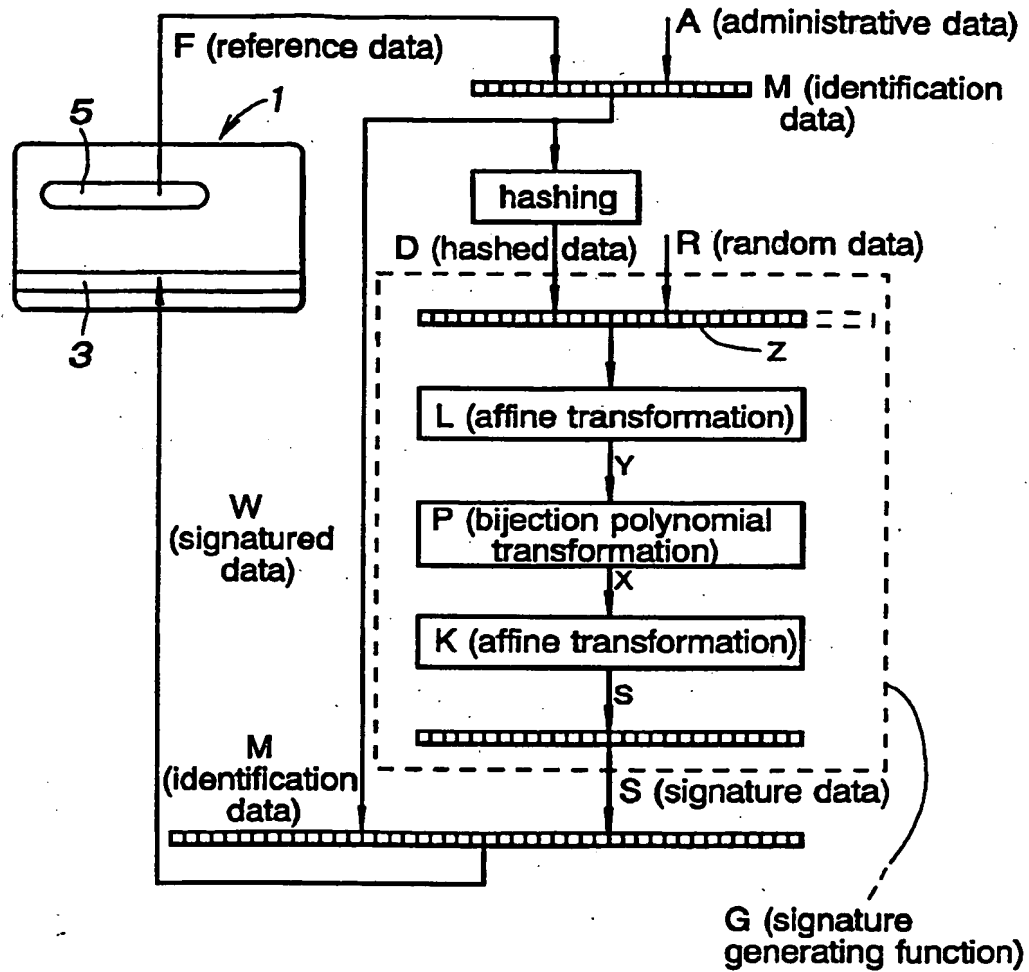 F (reference data)
A (administrative data)
M (identification
data)
1
5
hashing
D (hashed data)
R (random data)
3
Z
L (affine transformation)
Y
P (bijection polynomial
transformation)
X
K (affine transformation)
S
W
(signatured
data)
M
(identification
data)
S (signature data)
G (signature
generating function)